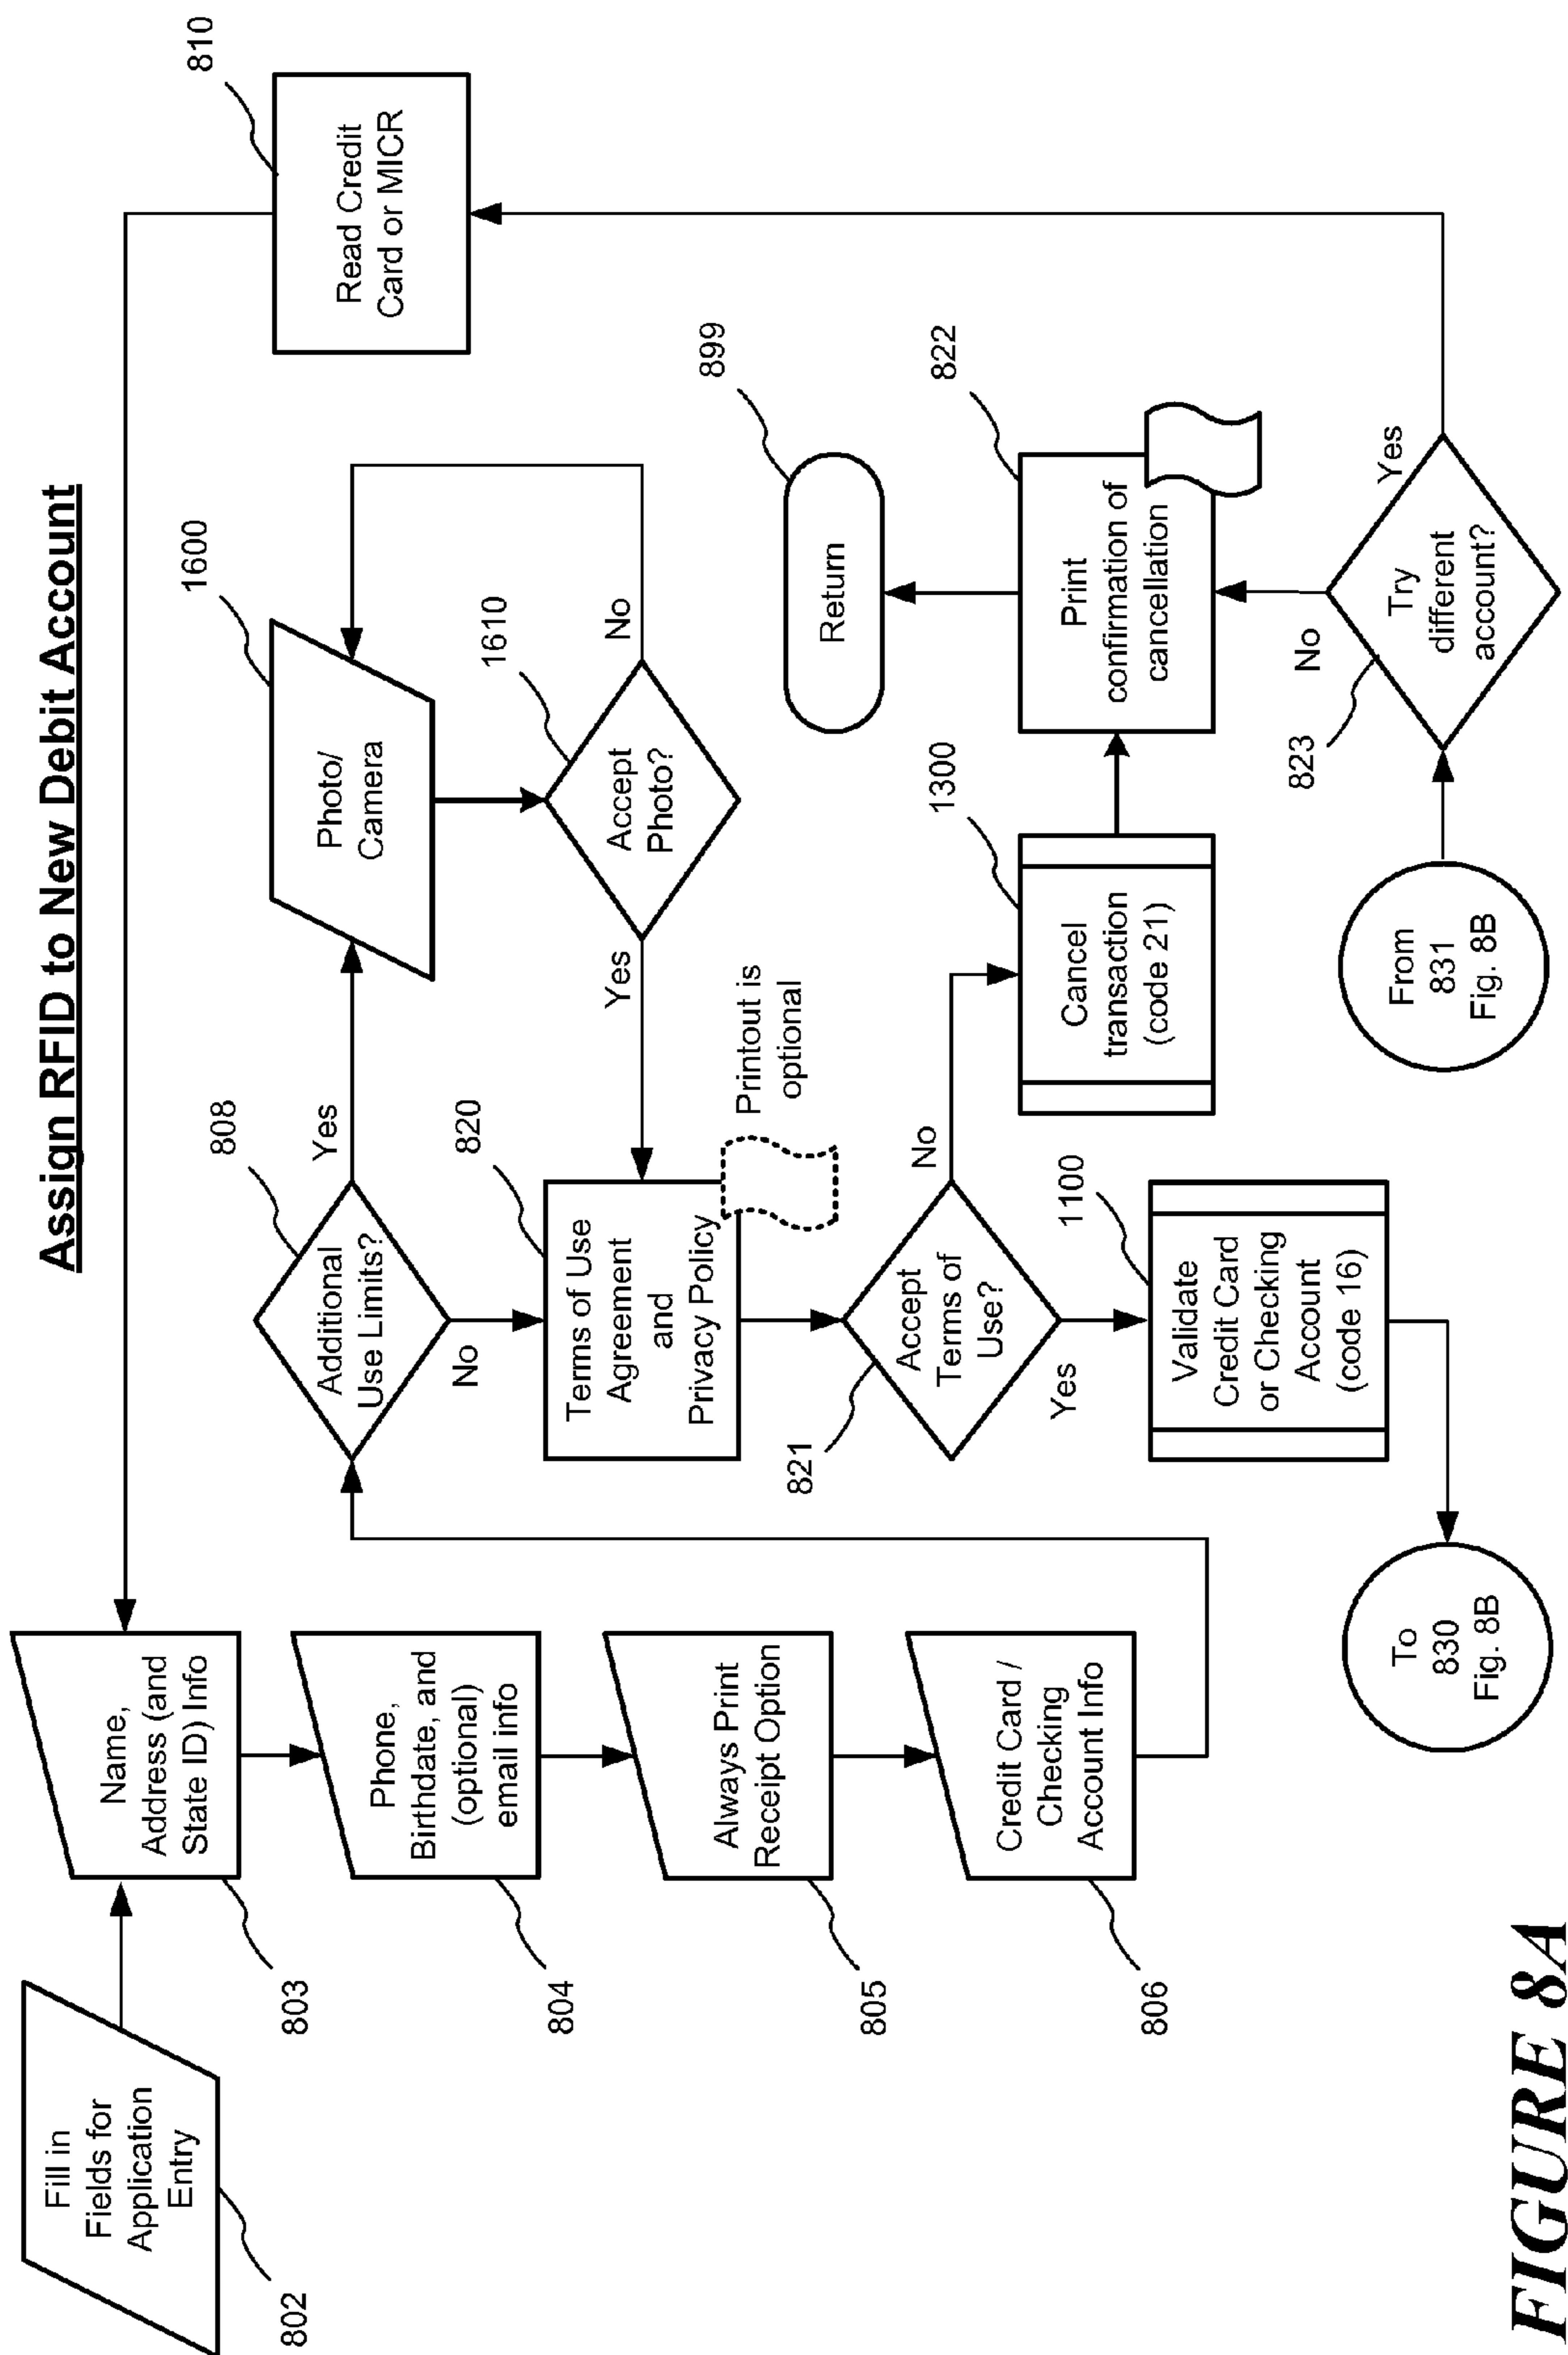 Assign RFID to New Debit Account
Fill in
Fields for
Application
Entry
802
Name,
Address (and
State ID) Info
803
Phone,
Birthdate, and
(optional)
email info
804
Always Print
Receipt Option
805
Credit Card /
Checking
Account Info
806
Additional
Use Limits?
808
Yes
No
Photo/
Camera
1600
Accept
Photo?
1610
No
Yes
Read Credit
Card or MICR
810
Terms of Use
Agreement
and
Privacy Policy
820
Printout is
optional
Accept
Terms of
Use?
821
No
Yes
Validate
Credit Card
or Checking
Account
(code 16)
1100
Cancel
transaction
(code 21)
1300
Print
confirmation of
cancellation
822
Return
899
Try
different
account?
823
No
Yes
From
831
Fig. 8B
To
830
Fig. 8B
FIGURE 8A